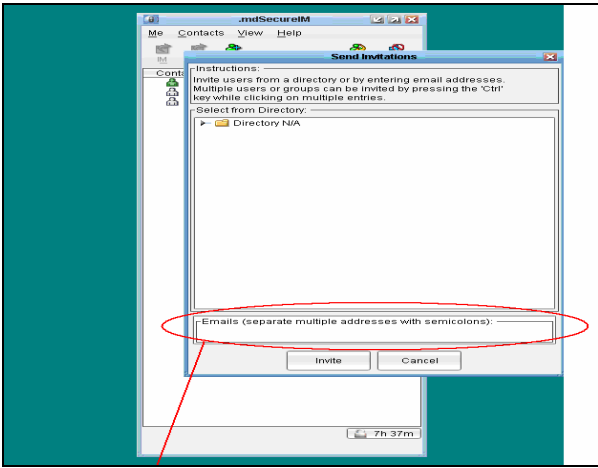 .mdSecureIM
Me Contacts View Help
IM
Send Invitations
Conta
Instructions:
Invite users from a directory or by entering email addresses.
Multiple users or groups can be invited by pressing the 'Ctrl'
key while clicking on multiple entries.
Select from Directory:
Directory N/A
Emails (separate multiple addresses with semicolons):
Invite Cancel
7h 37m